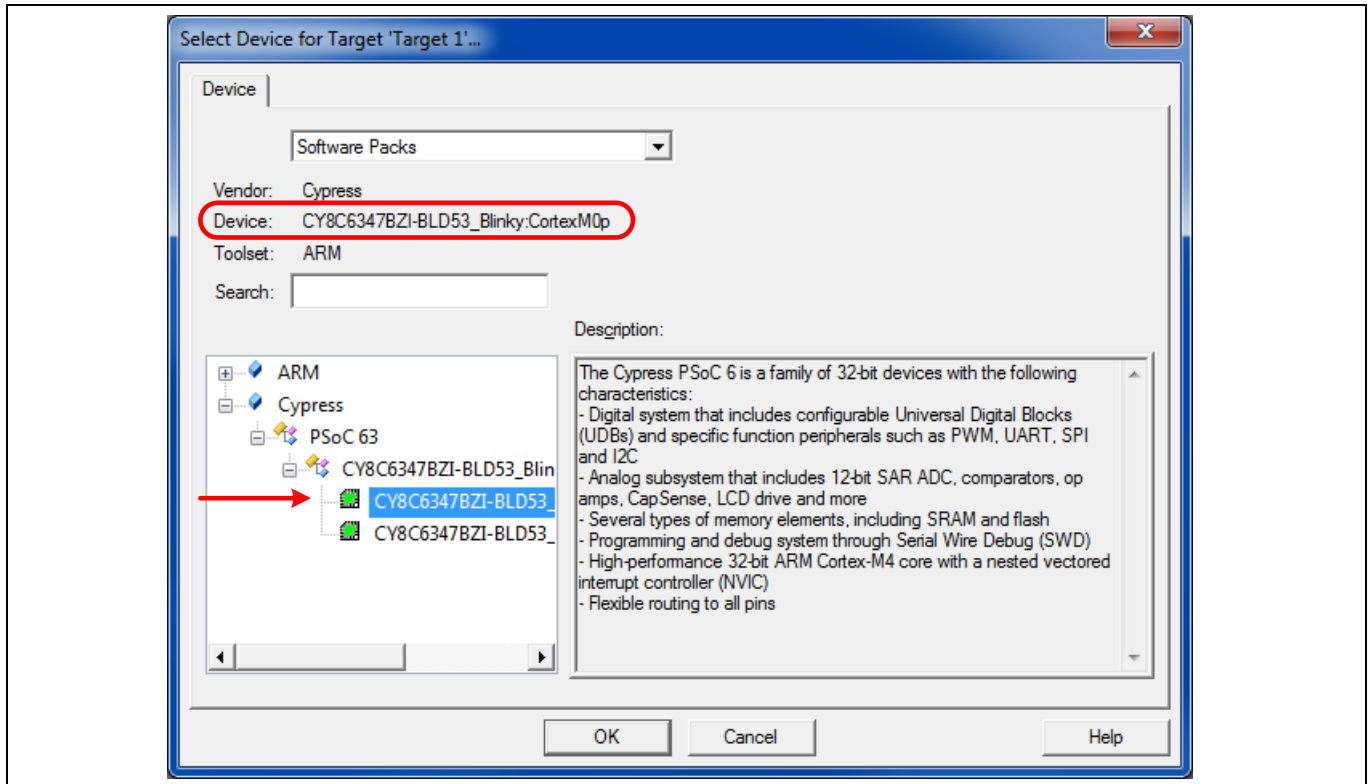 Select Device for Target 'Target 1'...
Device
Software Packs
Vendor: Cypress
Device: CY8C6347BZI-BLD53_Blinky:CortexM0p
Toolset: ARM
Search:
Description:
ARM
Cypress
PSoC 63
CY8C6347BZI-BLD53_Blin
CY8C6347BZI-BLD53_
CY8C6347BZI-BLD53_
The Cypress PSoC 6 is a family of 32-bit devices with the following
characteristics:
- Digital system that includes configurable Universal Digital Blocks
(UDBs) and specific function peripherals such as PWM, UART, SPI
and I2C
- Analog subsystem that includes 12-bit SAR ADC, comparators, op
amps, CapSense, LCD drive and more
- Several types of memory elements, including SRAM and flash
- Programming and debug system through Serial Wire Debug (SWD)
- High-performance 32-bit ARM Cortex-M4 core with a nested vectored
interrupt controller (NVIC)
- Flexible routing to all pins
OK Cancel Help